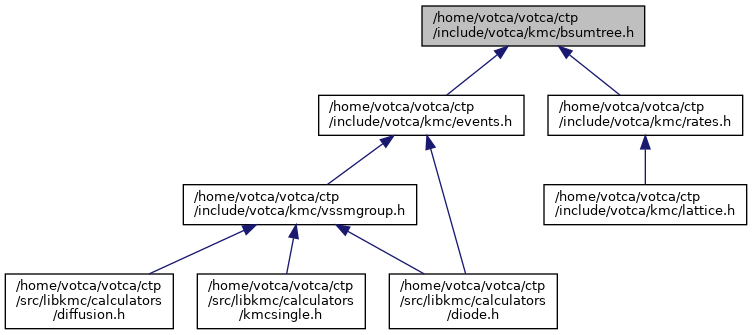 /home/votca/votca/ctp
/include/votca/kmc/bsumtree.h
/home/votca/votca/ctp
/include/votca/kmc/events.h
/home/votca/votca/ctp
/include/votca/kmc/rates.h
/home/votca/votca/ctp
/include/votca/kmc/vssmgroup.h
/home/votca/votca/ctp
/include/votca/kmc/lattice.h
/home/votca/votca/ctp
/src/libkmc/calculators
/diffusion.h
/home/votca/votca/ctp
/src/libkmc/calculators
/kmcsingle.h
/home/votca/votca/ctp
/src/libkmc/calculators
/diode.h